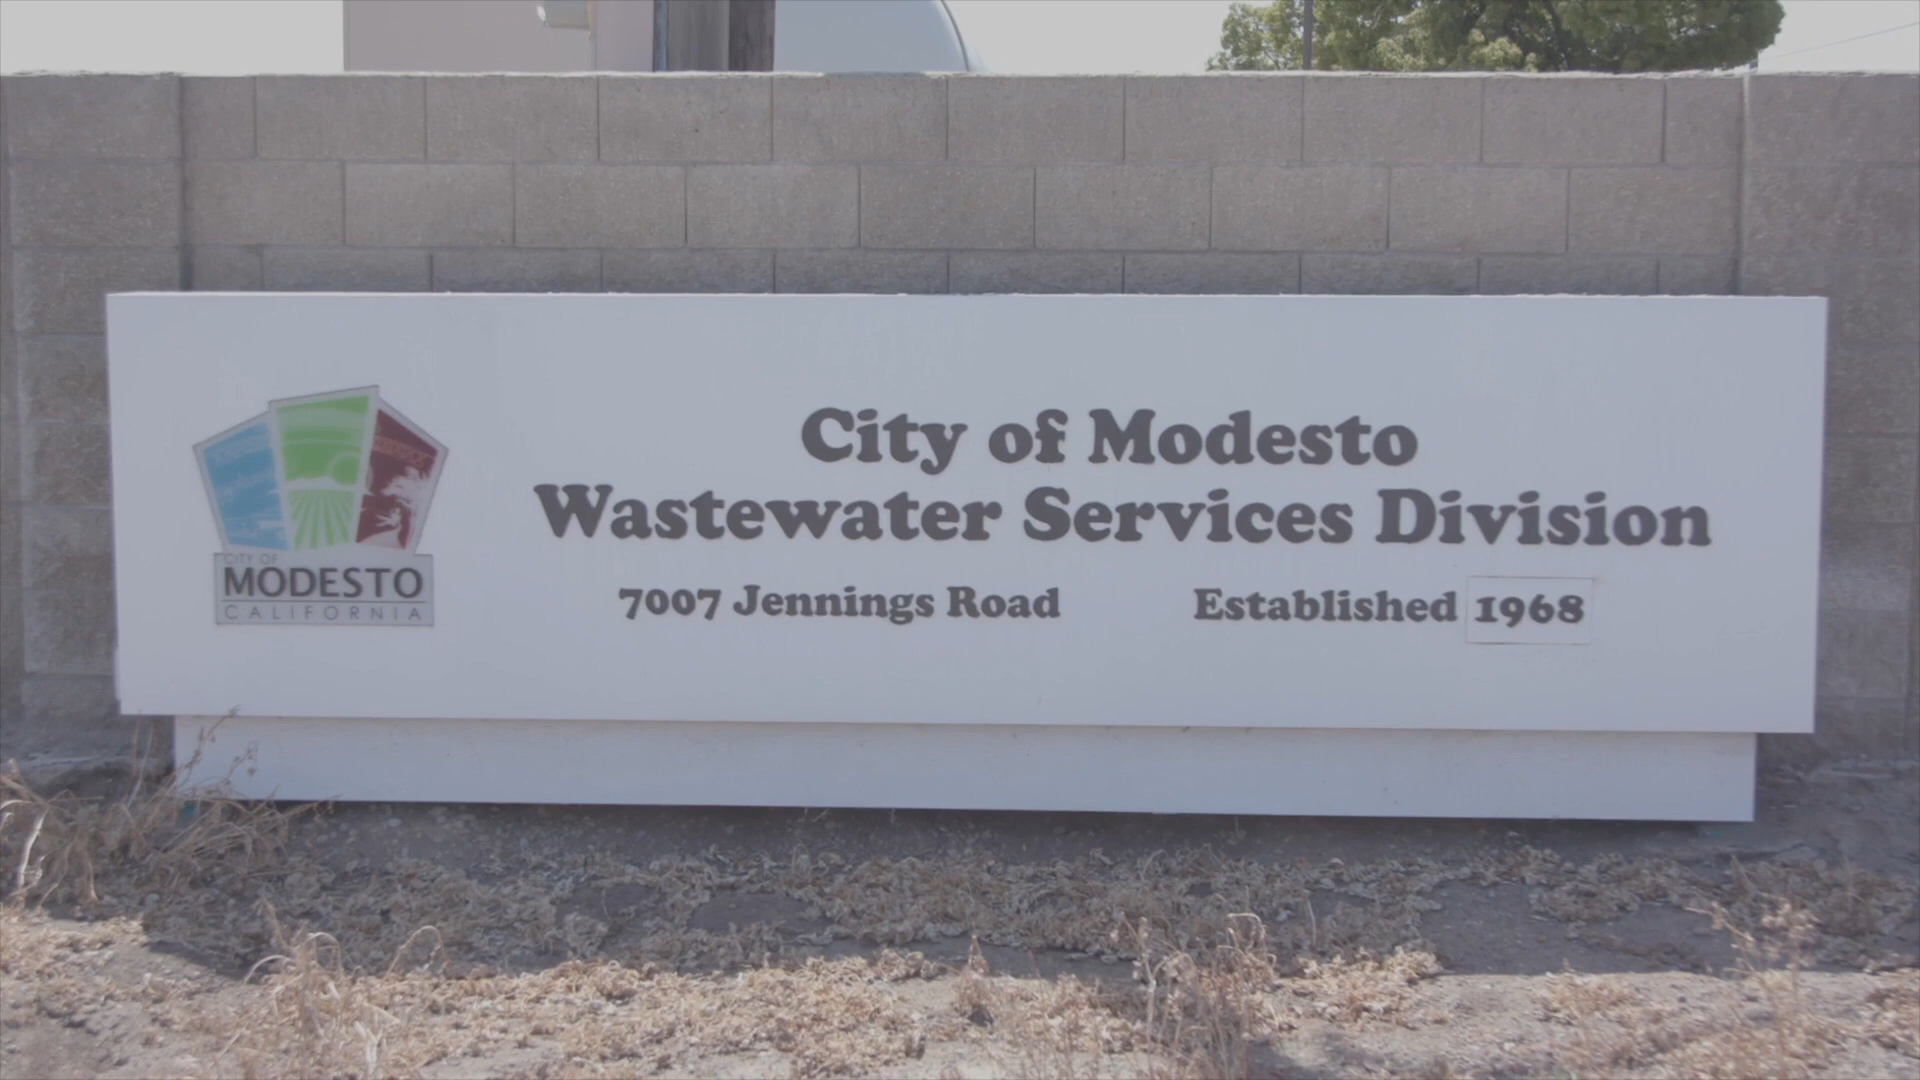 City of Modesto
Wastewater Services Division
7007 Jennings Road Established 1968
CITY OF
MODESTO
CALIFORNIA